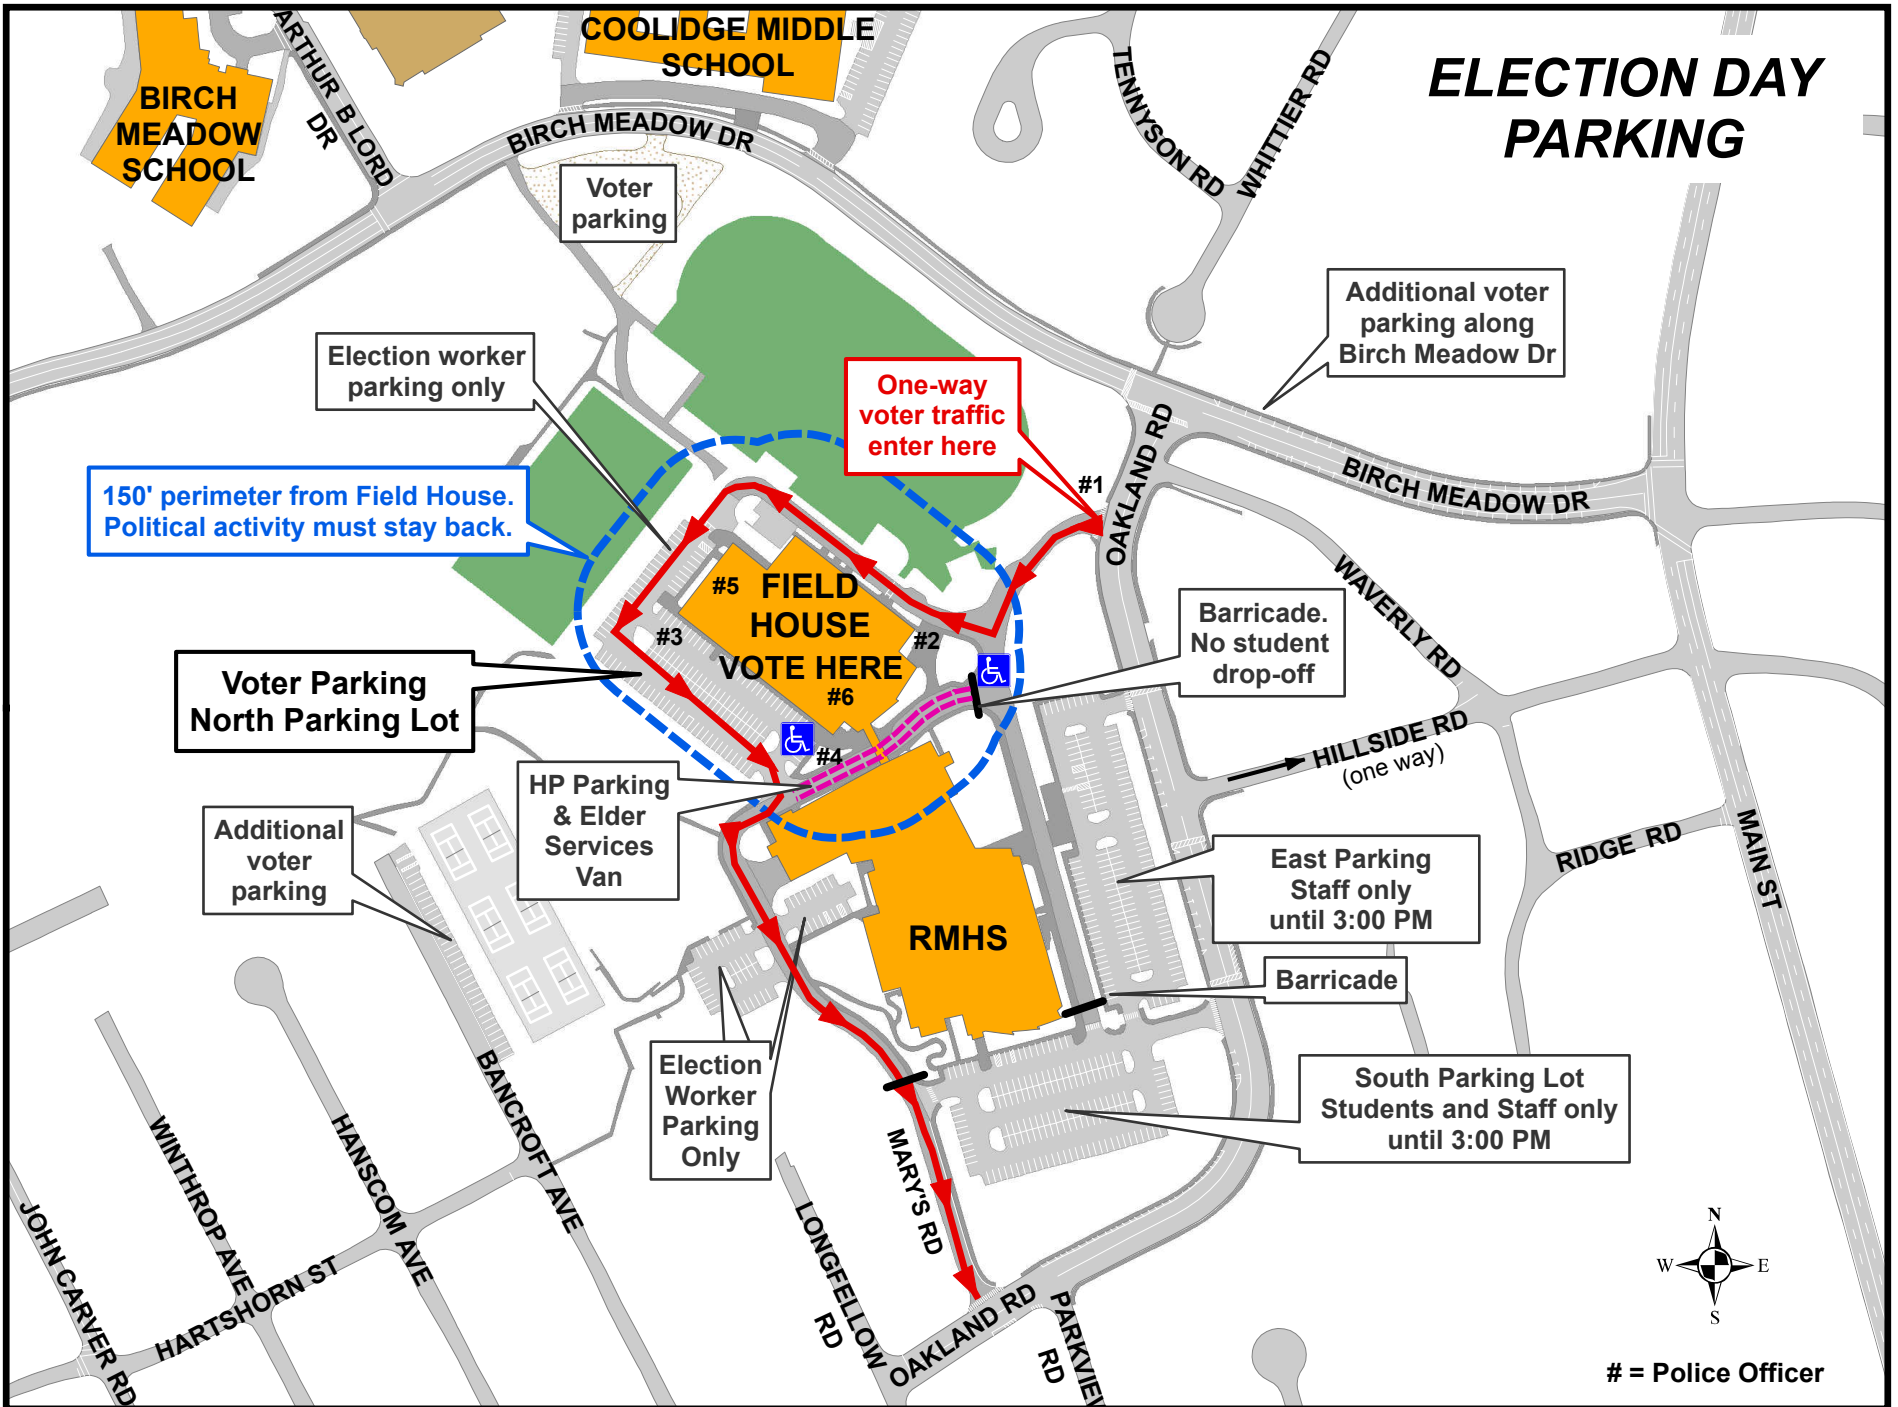 COOLIDGE MIDDLE
SCHOOL
ELECTION DAY
PARKING
BIRCH
MEADOW
SCHOOL
ARTHUR B LORD
DR
BIRCH MEADOW DR
TENNYSON RD
WHITTIER RD
Voter
parking
Additional voter
parking along
Birch Meadow Dr
Election worker
parking only
One-way
voter traffic
enter here
OAKLAND RD
#1
BIRCH MEADOW DR
150' perimeter from Field House.
Political activity must stay back.
WAVERLY RD
#5
FIELD
HOUSE
VOTE HERE
#2
#3
#6
#4
Barricade.
No student
drop-off
Voter Parking
North Parking Lot
HILLSIDE RD
(one way)
HP Parking
& Elder
Services
Van
Additional
voter
parking
MAIN ST
RIDGE RD
East Parking
Staff only
until 3:00 PM
RMHS
Barricade
Election
Worker
Parking
Only
South Parking Lot
Students and Staff only
until 3:00 PM
BANCROFT AVE
HANSCOM AVE
WINTHROP AVE
JOHN CARVER RD
HARTSHORN ST
MARY'S RD
LONGFELLOW
RD
OAKLAND RD
PARKVIEW
RD
N
W
E
S
# = Police Officer